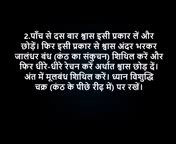 2.पाँच से दस बार श्वास इसी प्रकार लें और
छोड़ें। फिर इसी प्रकार से श्वास अंदर भरकर
जालंधर बंध (कंठ का संकुचन) शिथिल करें और
फिर धीरे-धीरे रेचन करें अर्थात श्वास छोड़ दें।
अंत में मूलबंध शिथिल करें। ध्यान विशुद्धि
चक्र (कंठ के पीछे रीढ़ में) पर रखें।